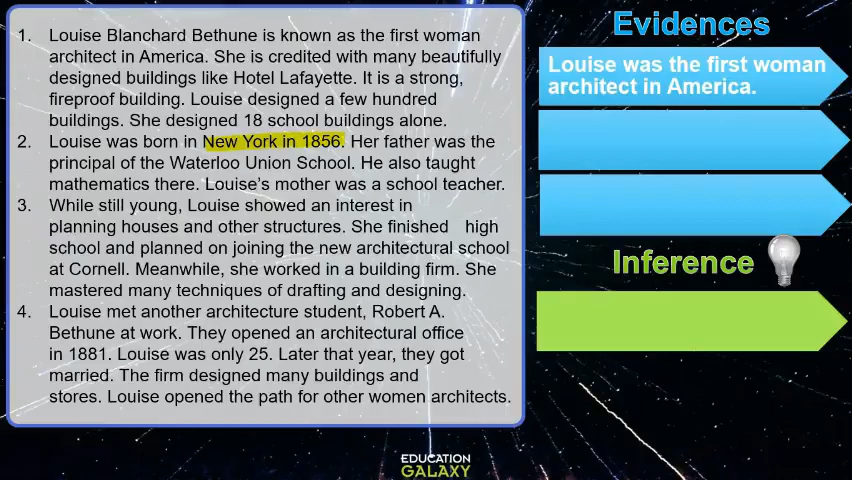 1. Louise Blanchard Bethune is known as the first woman
architect in America. She is credited with many beautifully
designed buildings like Hotel Lafayette. It is a strong,
fireproof building. Louise designed a few hundred
buildings. She designed 18 school buildings alone.
2. Louise was born in New York in 1856. Her father was the
principal of the Waterloo Union School. He also taught
mathematics there. Louise’s mother was a school teacher.
3. While still young, Louise showed an interest in
planning houses and other structures. She finished high
school and planned on joining the new architectural school
at Cornell. Meanwhile, she worked in a building firm. She
mastered many techniques of drafting and designing.
4. Louise met another architecture student, Robert A.
Bethune at work. They opened an architectural office
in 1881. Louise was only 25. Later that year, they got
married. The firm designed many buildings and
stores. Louise opened the path for other women architects.
Evidences
Louise was the first woman
architect in America.
Inference
EDUCATION
GALAXY